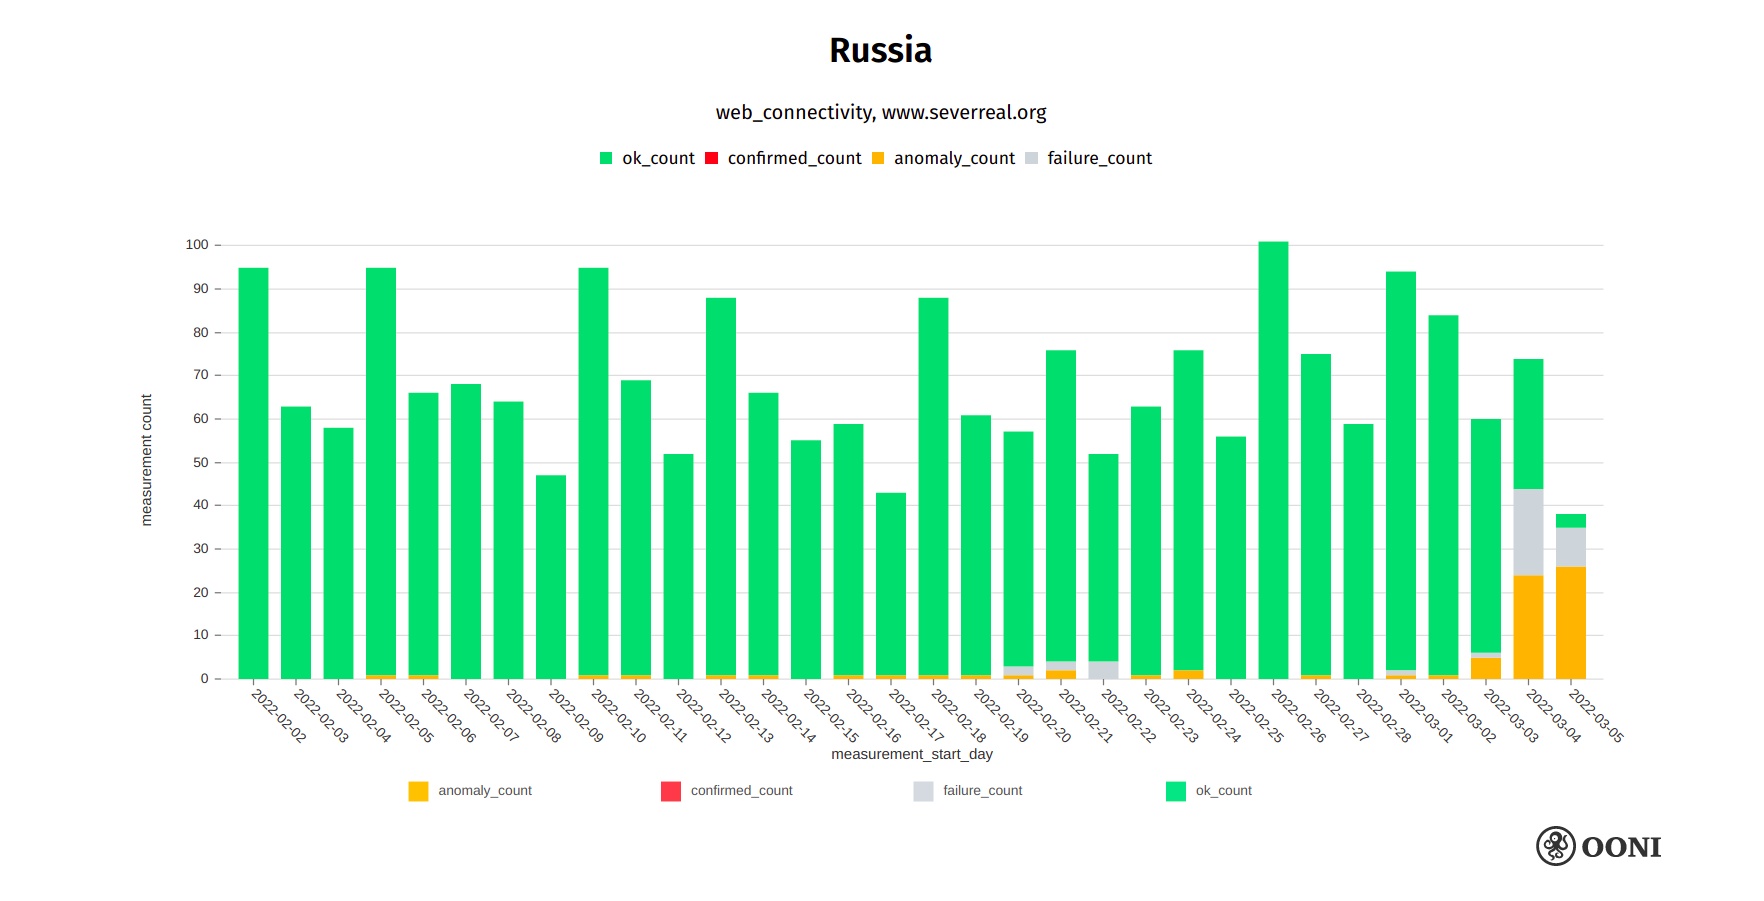 Russia
web_connectivity, www.severreal.org
ok_count confirmed_count anomaly_count failure_count
100
90
80
70
60
50
40
30
20
10
0
measurement count
2022-02-02 2022-02-03 2022-02-04 2022-02-05 2022-02-06 2022-02-07 2022-02-08 2022-02-09 2022-02-10 2022-02-11 2022-02-12 2022-02-13 2022-02-14 2022-02-15 2022-02-16 2022-02-17 2022-02-18 2022-02-19 2022-02-20 2022-02-21 2022-02-22 2022-02-23 2022-02-24 2022-02-25 2022-02-26 2022-02-27 2022-02-28 2022-03-01 2022-03-02 2022-03-03 2022-03-04 2022-03-05
measurement_start_day
anomaly_count confirmed_count failure_count ok_count
OONI